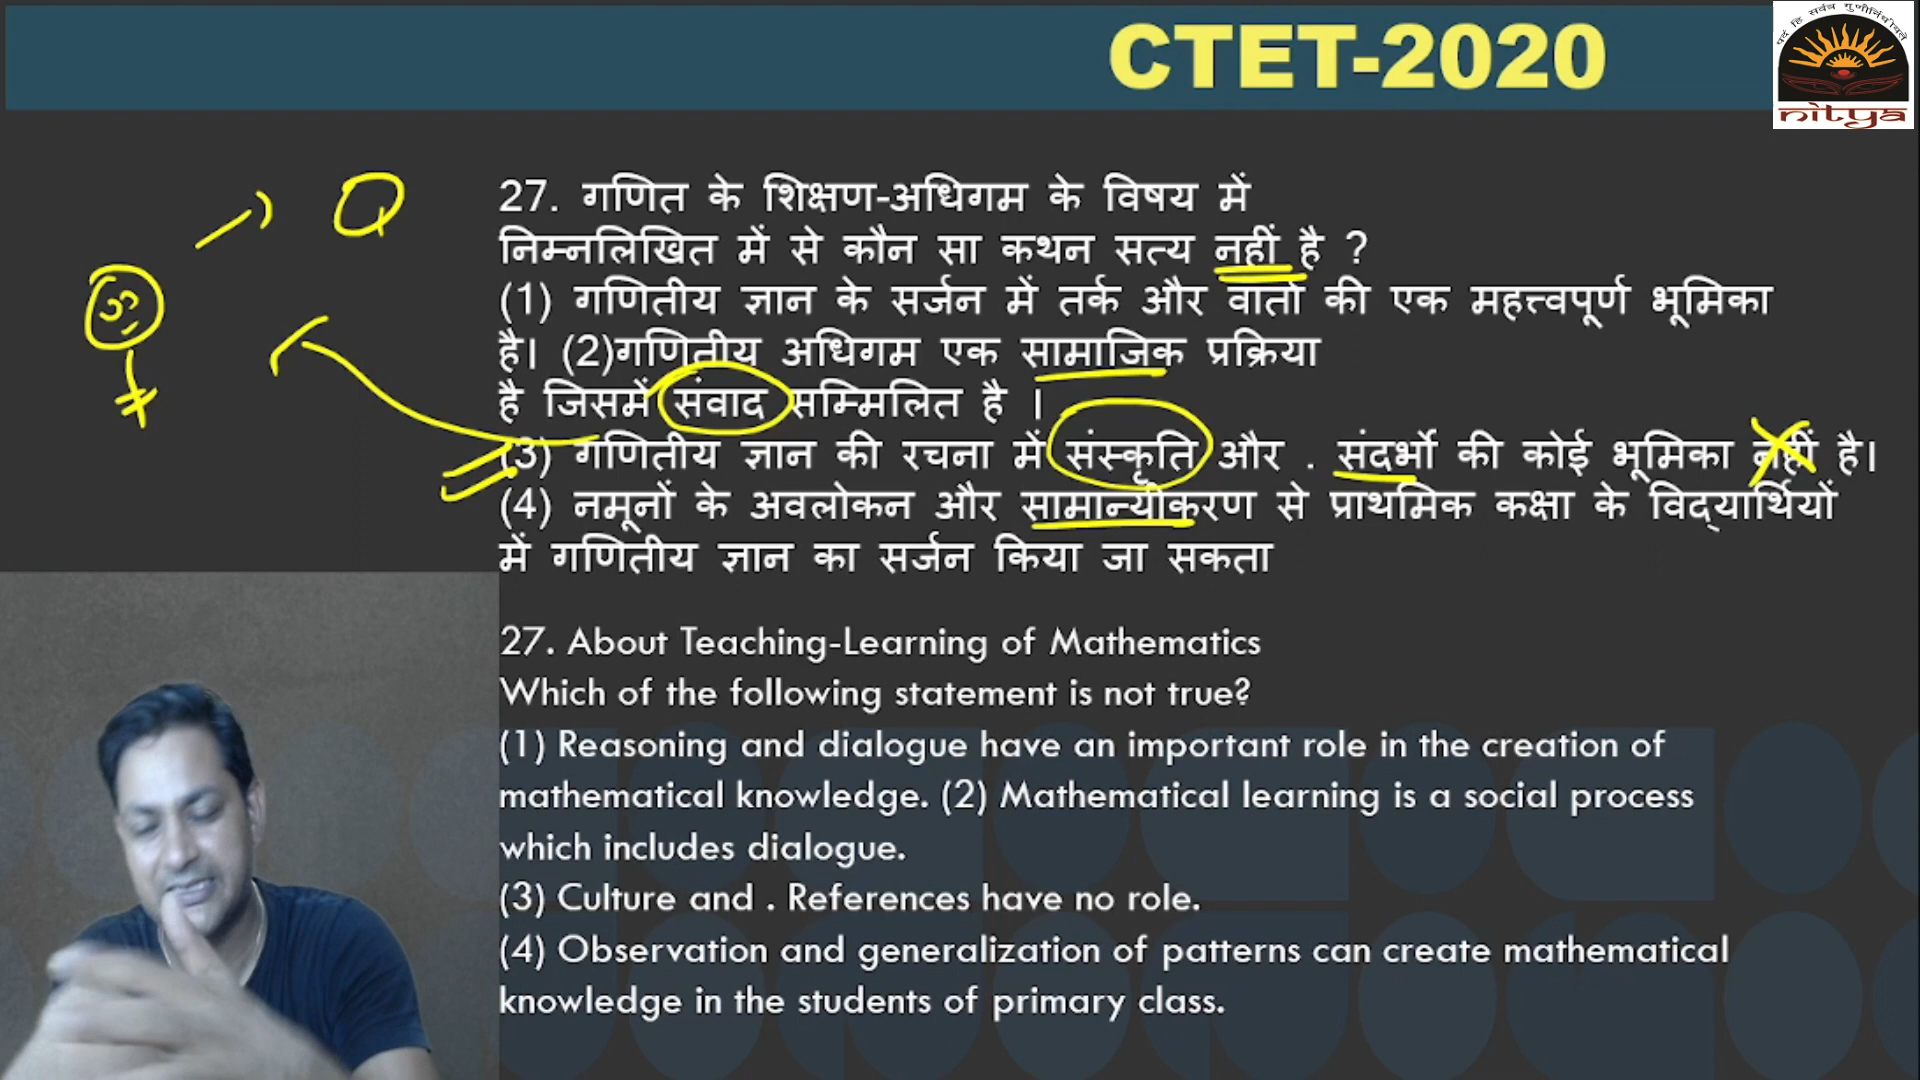 CTET-2020
nitya
Q
27. गणित के शिक्षण-अधिगम के विषय में
निम्नलिखित में से कौन सा कथन सत्य नहीं है ?
(1) गणितीय ज्ञान के सर्जन में तर्क और वार्ता की एक महत्त्वपूर्ण भूमिका
है। (2)गणितीय अधिगम एक सामाजिक प्रक्रिया
है जिसमें संवाद सम्मिलित है ।
(3) गणितीय ज्ञान की रचना में संस्कृति और . संदर्भो की कोई भूमिका नहीं है।
(4) नमूनों के अवलोकन और सामान्यीकरण से प्राथमिक कक्षा के विद्यार्थियों
में गणितीय ज्ञान का सर्जन किया जा सकता
27. About Teaching-Learning of Mathematics
Which of the following statement is not true?
(1) Reasoning and dialogue have an important role in the creation of
mathematical knowledge. (2) Mathematical learning is a social process
which includes dialogue.
(3) Culture and . References have no role.
(4) Observation and generalization of patterns can create mathematical
knowledge in the students of primary class.